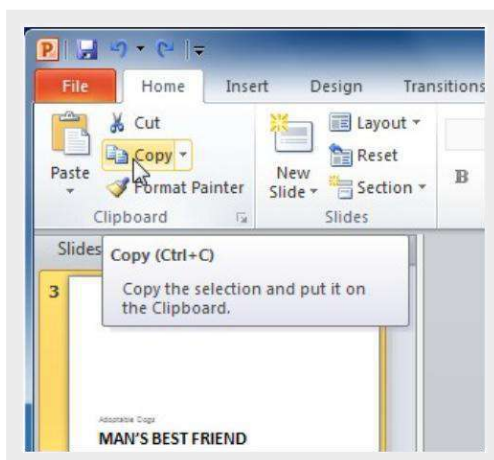 P
File Home Insert Design Transitions
Cut
Copy
Format Painter
Paste
Clipboard
New Slide
Layout
Reset
Section
Slides
B
Slides
Copy (Ctrl+C)
Copy the selection and put it on
the Clipboard.
3
Adoptable Dogs
MAN'S BEST FRIEND